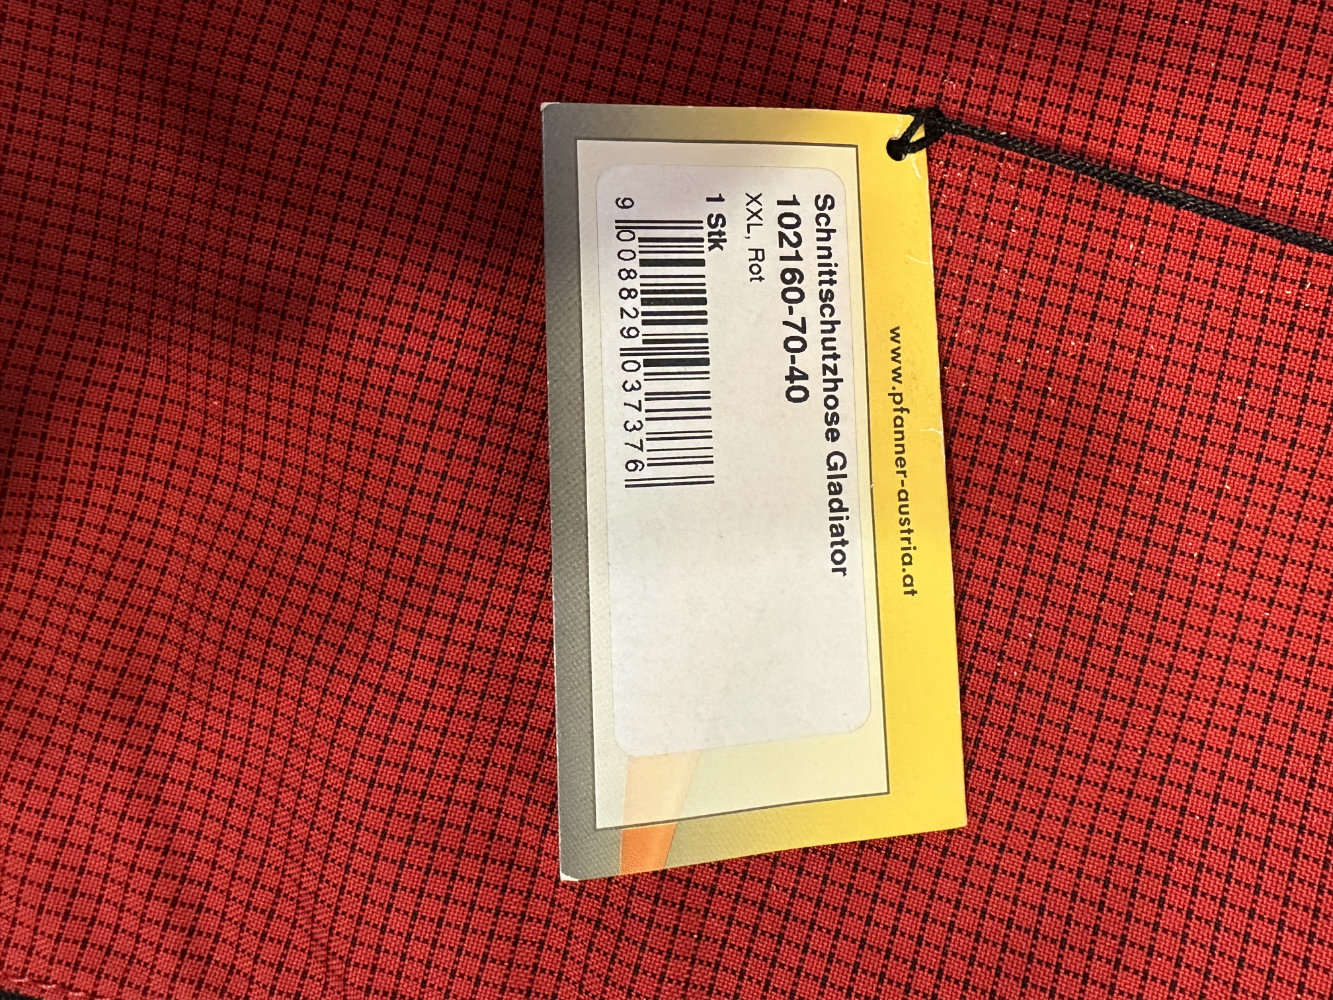 www.pfanner-austria.at
Schnittschutzhose Gladiator
102160-70-40
XXL, Rot
1 Stk
9 008829 037376